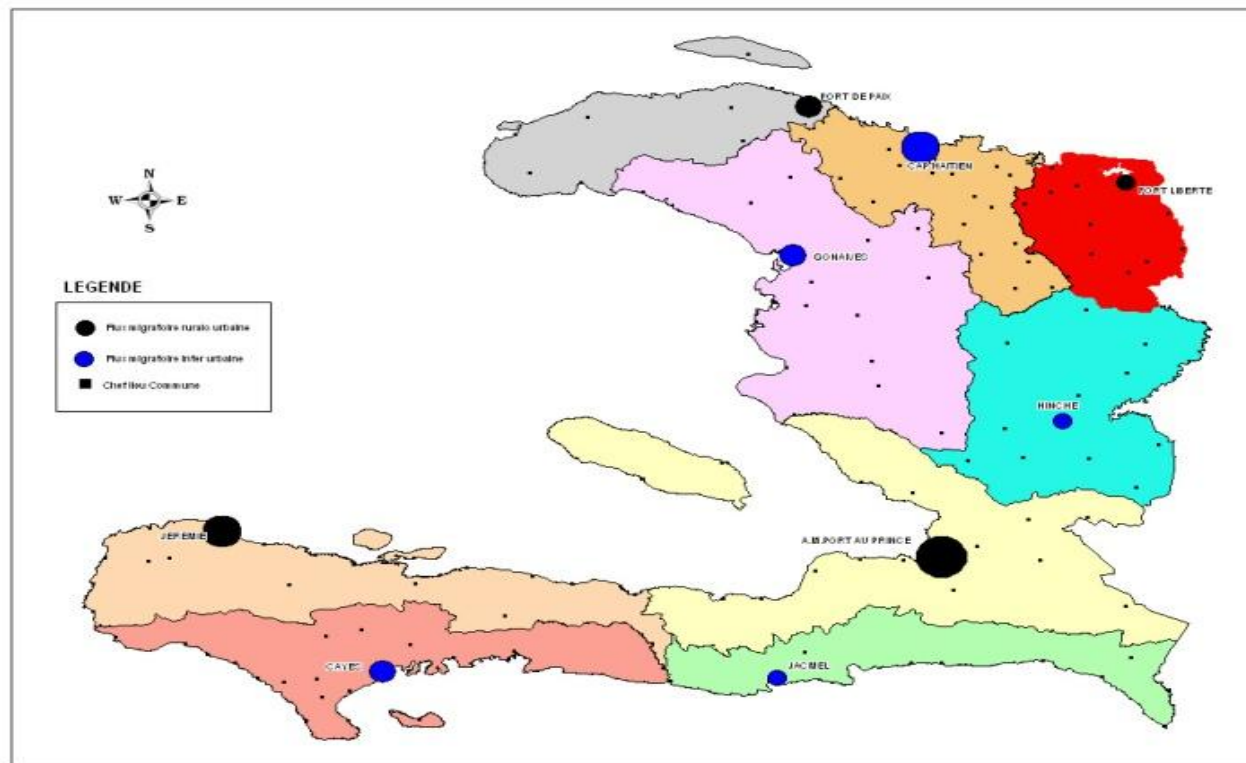 PORT DE PAIX
CAP HAITIEN
FORT LIBERTE
N
W E
S
GONAIVES
LEGENDE
Flux migratoire ruralo urbaine
Flux migratoire inter urbaine
Chef lieu Commune
HINCHE
JEREMIE
A.M.PORT AU PRINCE
CAYES
JACMEL